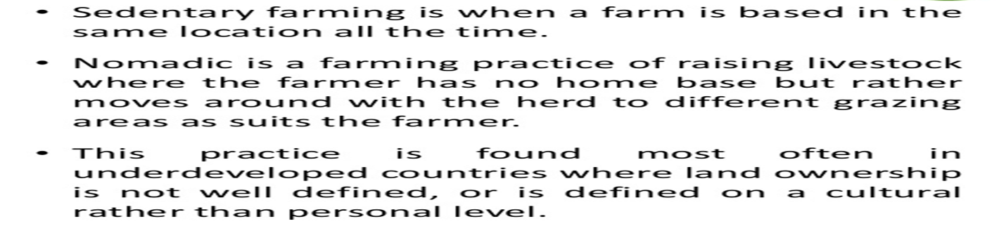 • Sedentary farming is when a farm is based in the
same location all the time.
• Nomadic is a farming practice of raising livestock
where the farmer has no home base but rather
moves around with the herd to different grazing
areas as suits the farmer.
• This practice is found most often in
underdeveloped countries where land ownership
is not well defined, or is defined on a cultural
rather than personal level.